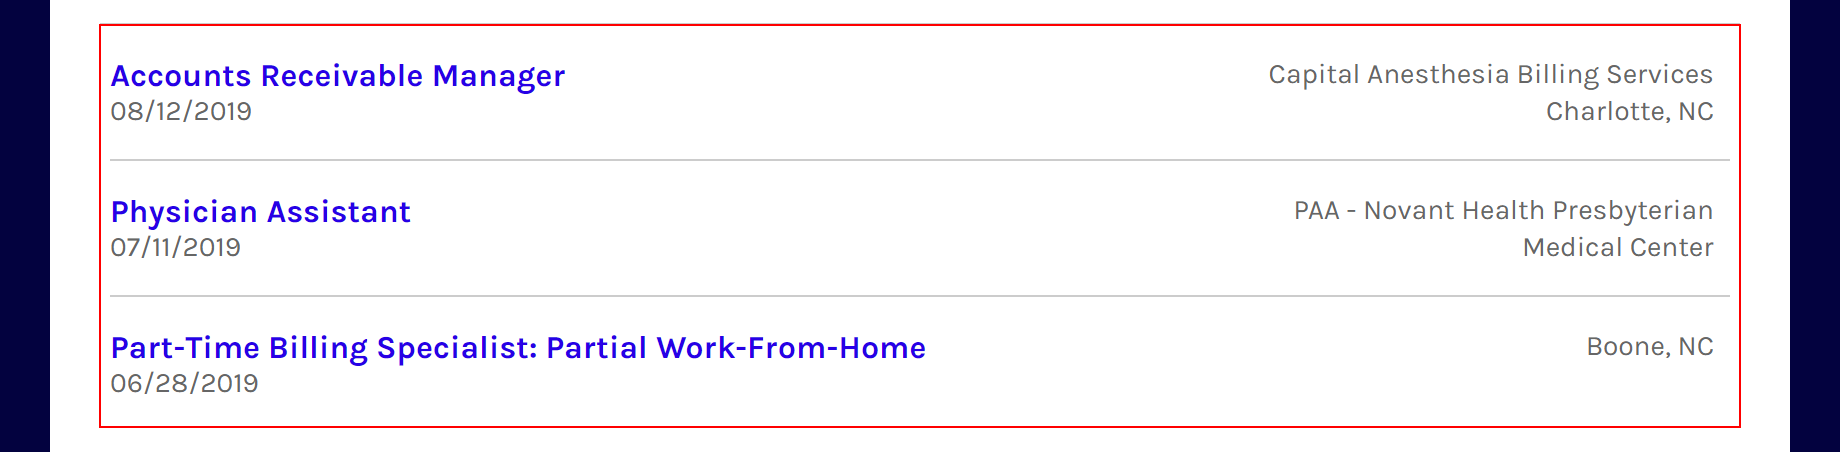 Accounts Receivable Manager
Capital Anesthesia Billing Services
08/12/2019
Charlotte, NC
Physician Assistant
PAA - Novant Health Presbyterian
07/11/2019
Medical Center
Part-Time Billing Specialist: Partial Work-From-Home
Boone, NC
06/28/2019